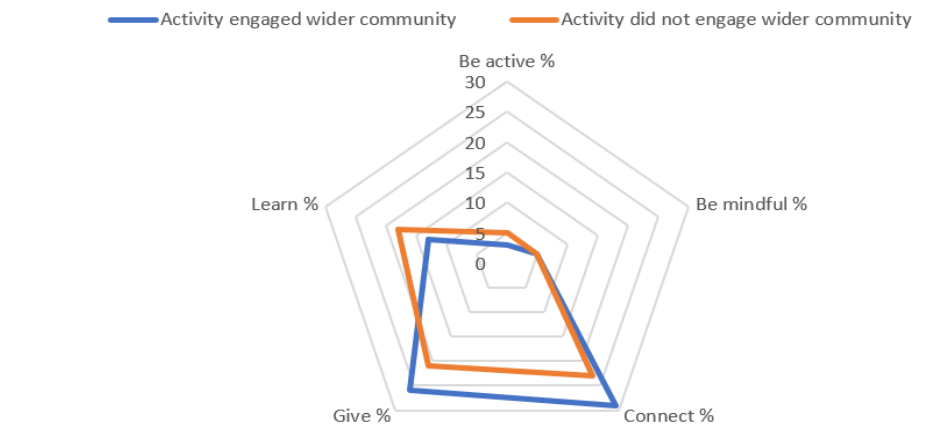 Activity engaged wider community
Activity did not engage wider community
Be active %
30
25
20
15
10
5
0
Learn %
Be mindful %
Give %
Connect %